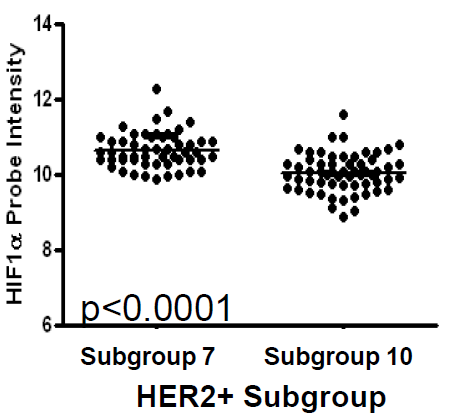 14
12
10
8
6
HIF1α Probe Intensity
p<0.0001
Subgroup 7
Subgroup 10
HER2+ Subgroup